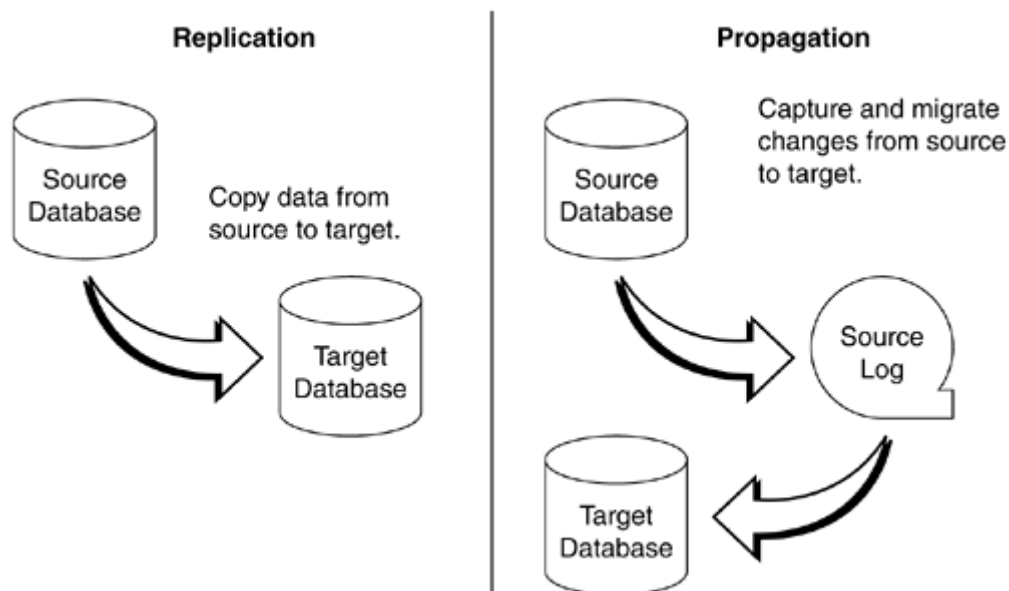 Replication
Source
Database
Copy data from
source to target.
Target
Database
Propagation
Capture and migrate
changes from source
to target.
Source
Database
Source
Log
Target
Database